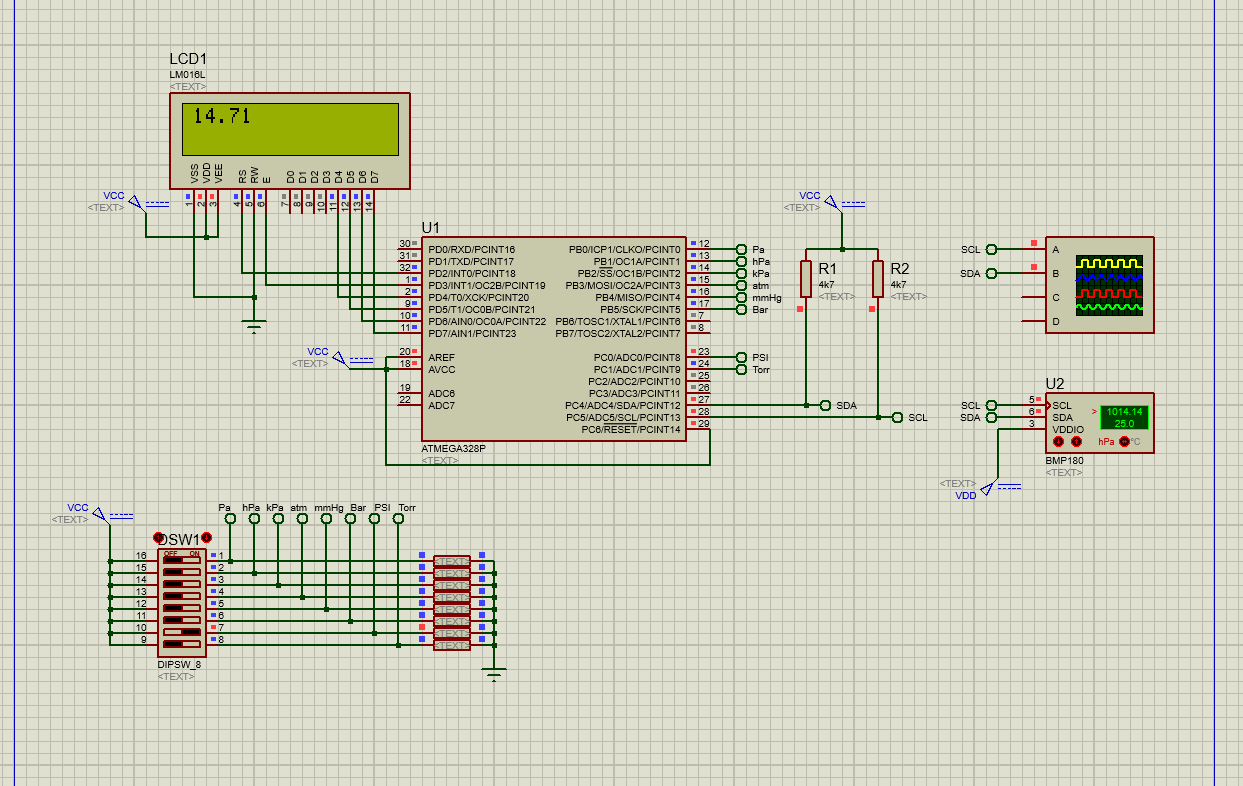 LCD1
LM016L
<TEXT>
14.71
VSS VDD VEE RS RW E D0 D1 D2 D3 D4 D5 D6 D7
1 2 3 4 5 6 7 8 9 10 11 12 13 14
VCC
<TEXT>
VCC
<TEXT>
U1
30 PD0/RXD/PCINT16 PB0/ICP1/CLKO/PCINT0 12 Pa
31 PD1/TXD/PCINT17 PB1/OC1A/PCINT1 13 hPa
32 PD2/INT0/PCINT18 PB2/SS/OC1B/PCINT2 14 kPa
1 PD3/INT1/OC2B/PCINT19 PB3/MOSI/OC2A/PCINT3 15 atm
2 PD4/T0/XCK/PCINT20 PB4/MISO/PCINT4 16 mmHg
9 PD5/T1/OC0B/PCINT21 PB5/SCK/PCINT5 17 Bar
10 PD6/AIN0/OC0A/PCINT22 PB6/TOSC1/XTAL1/PCINT6 7
11 PD7/AIN1/PCINT23 PB7/TOSC2/XTAL2/PCINT7 8
VCC
<TEXT>
20 AREF PC0/ADC0/PCINT8 23 PSI
18 AVCC PC1/ADC1/PCINT9 24 Torr
PC2/ADC2/PCINT10 25
19 ADC6 PC3/ADC3/PCINT11 26
22 ADC7 PC4/ADC4/SDA/PCINT12 27 SDA
PC5/ADC5/SCL/PCINT13 28 SCL
PC6/RESET/PCINT14 29
ATMEGA328P
<TEXT>
R1
4k7
<TEXT>
R2
4k7
<TEXT>
SCL A
SDA B
C
D
U2
SCL 5 SCL
SDA 6 SDA
3 VDDIO
> 1014.14
25.0
hPa °C
BMP180
<TEXT>
<TEXT>
VDD
VCC
<TEXT>
Pa hPa kPa atm mmHg Bar PSI Torr
DSW1
OFF ON
16 1 <TEXT>
15 2 <TEXT>
14 3 <TEXT>
13 4 <TEXT>
12 5 <TEXT>
11 6 <TEXT>
10 7 <TEXT>
9 8 <TEXT>
DIPSW_8
<TEXT>